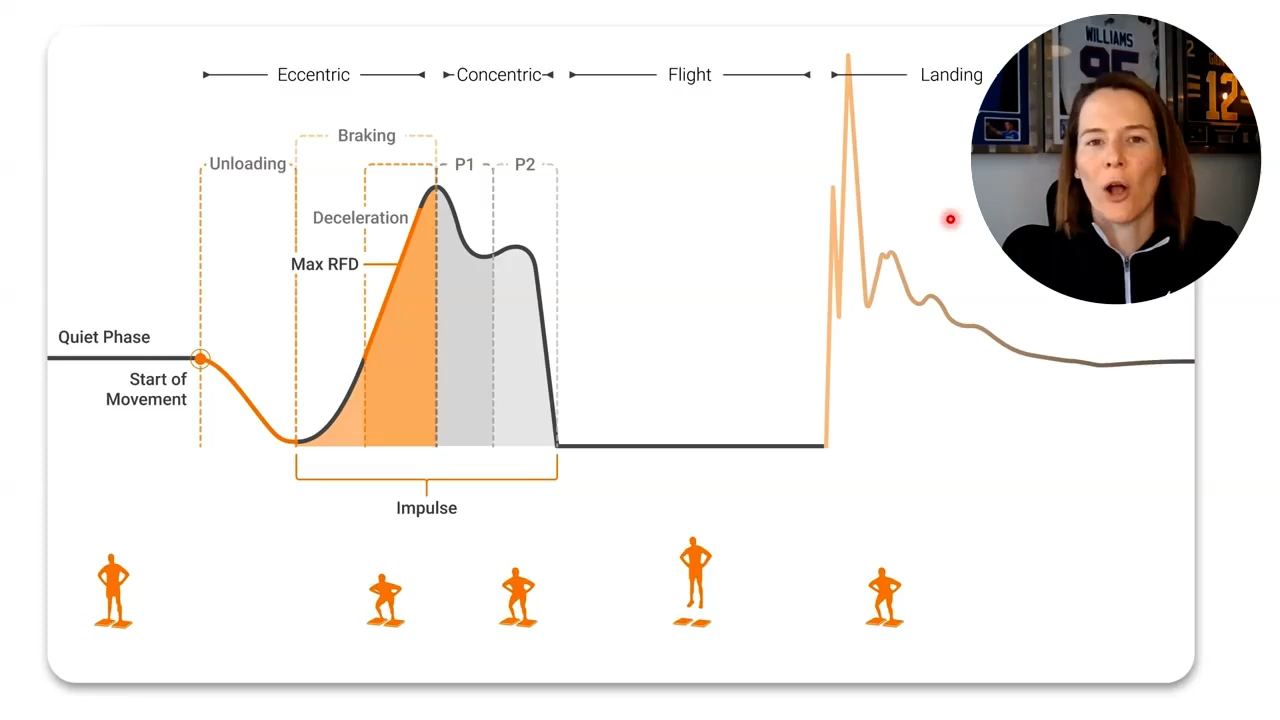 Eccentric
Concentric
Flight
Landing
Braking
Unloading
P1
P2
Deceleration
Max RFD
Quiet Phase
Start of
Movement
Impulse
WILLIAMS
95
12